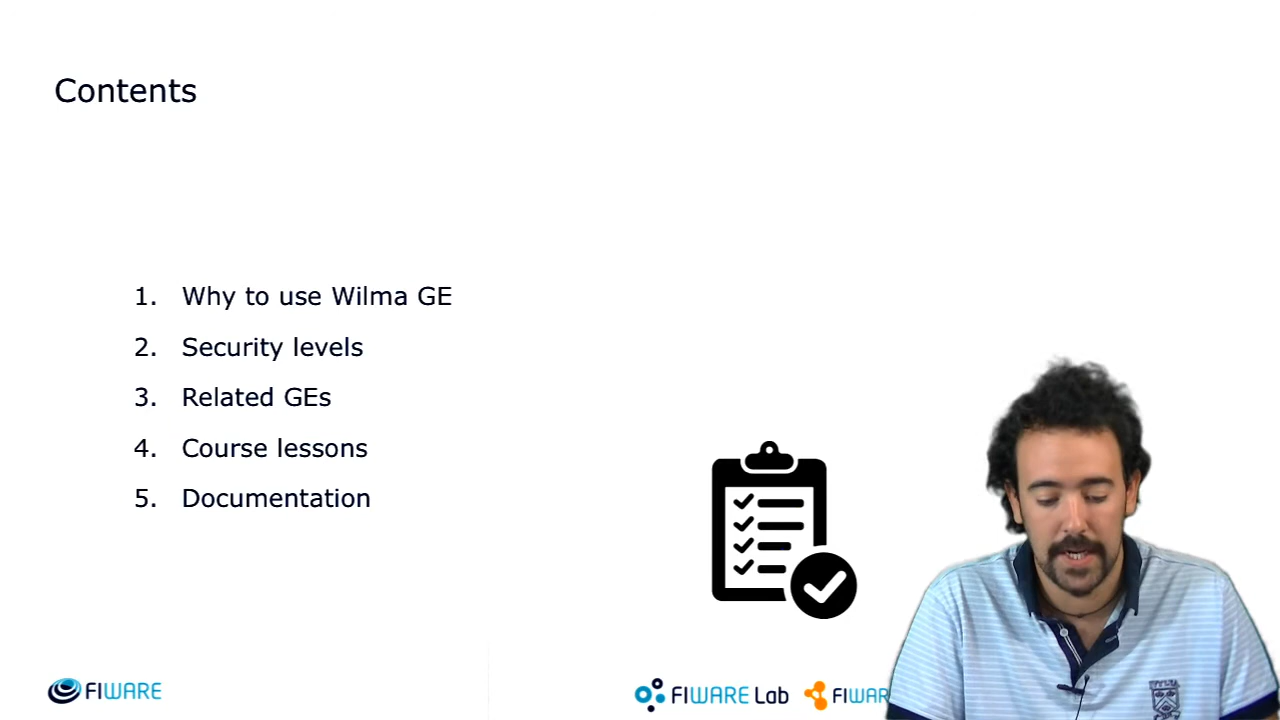 Contents
1. Why to use Wilma GE
2. Security levels
3. Related GEs
4. Course lessons
5. Documentation
FIWARE
FIWARE Lab
FIWAR